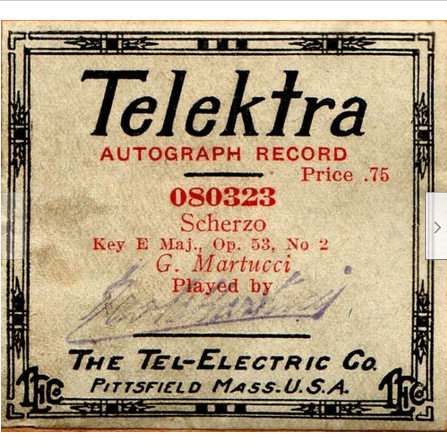 Telektra
AUTOGRAPH RECORD
Price .75
080323
Scherzo
Key E Maj., Op. 53, No 2
G. Martucci
Played by
THE TEL-ELECTRIC CO.
PITTSFIELD MASS. U.S.A.